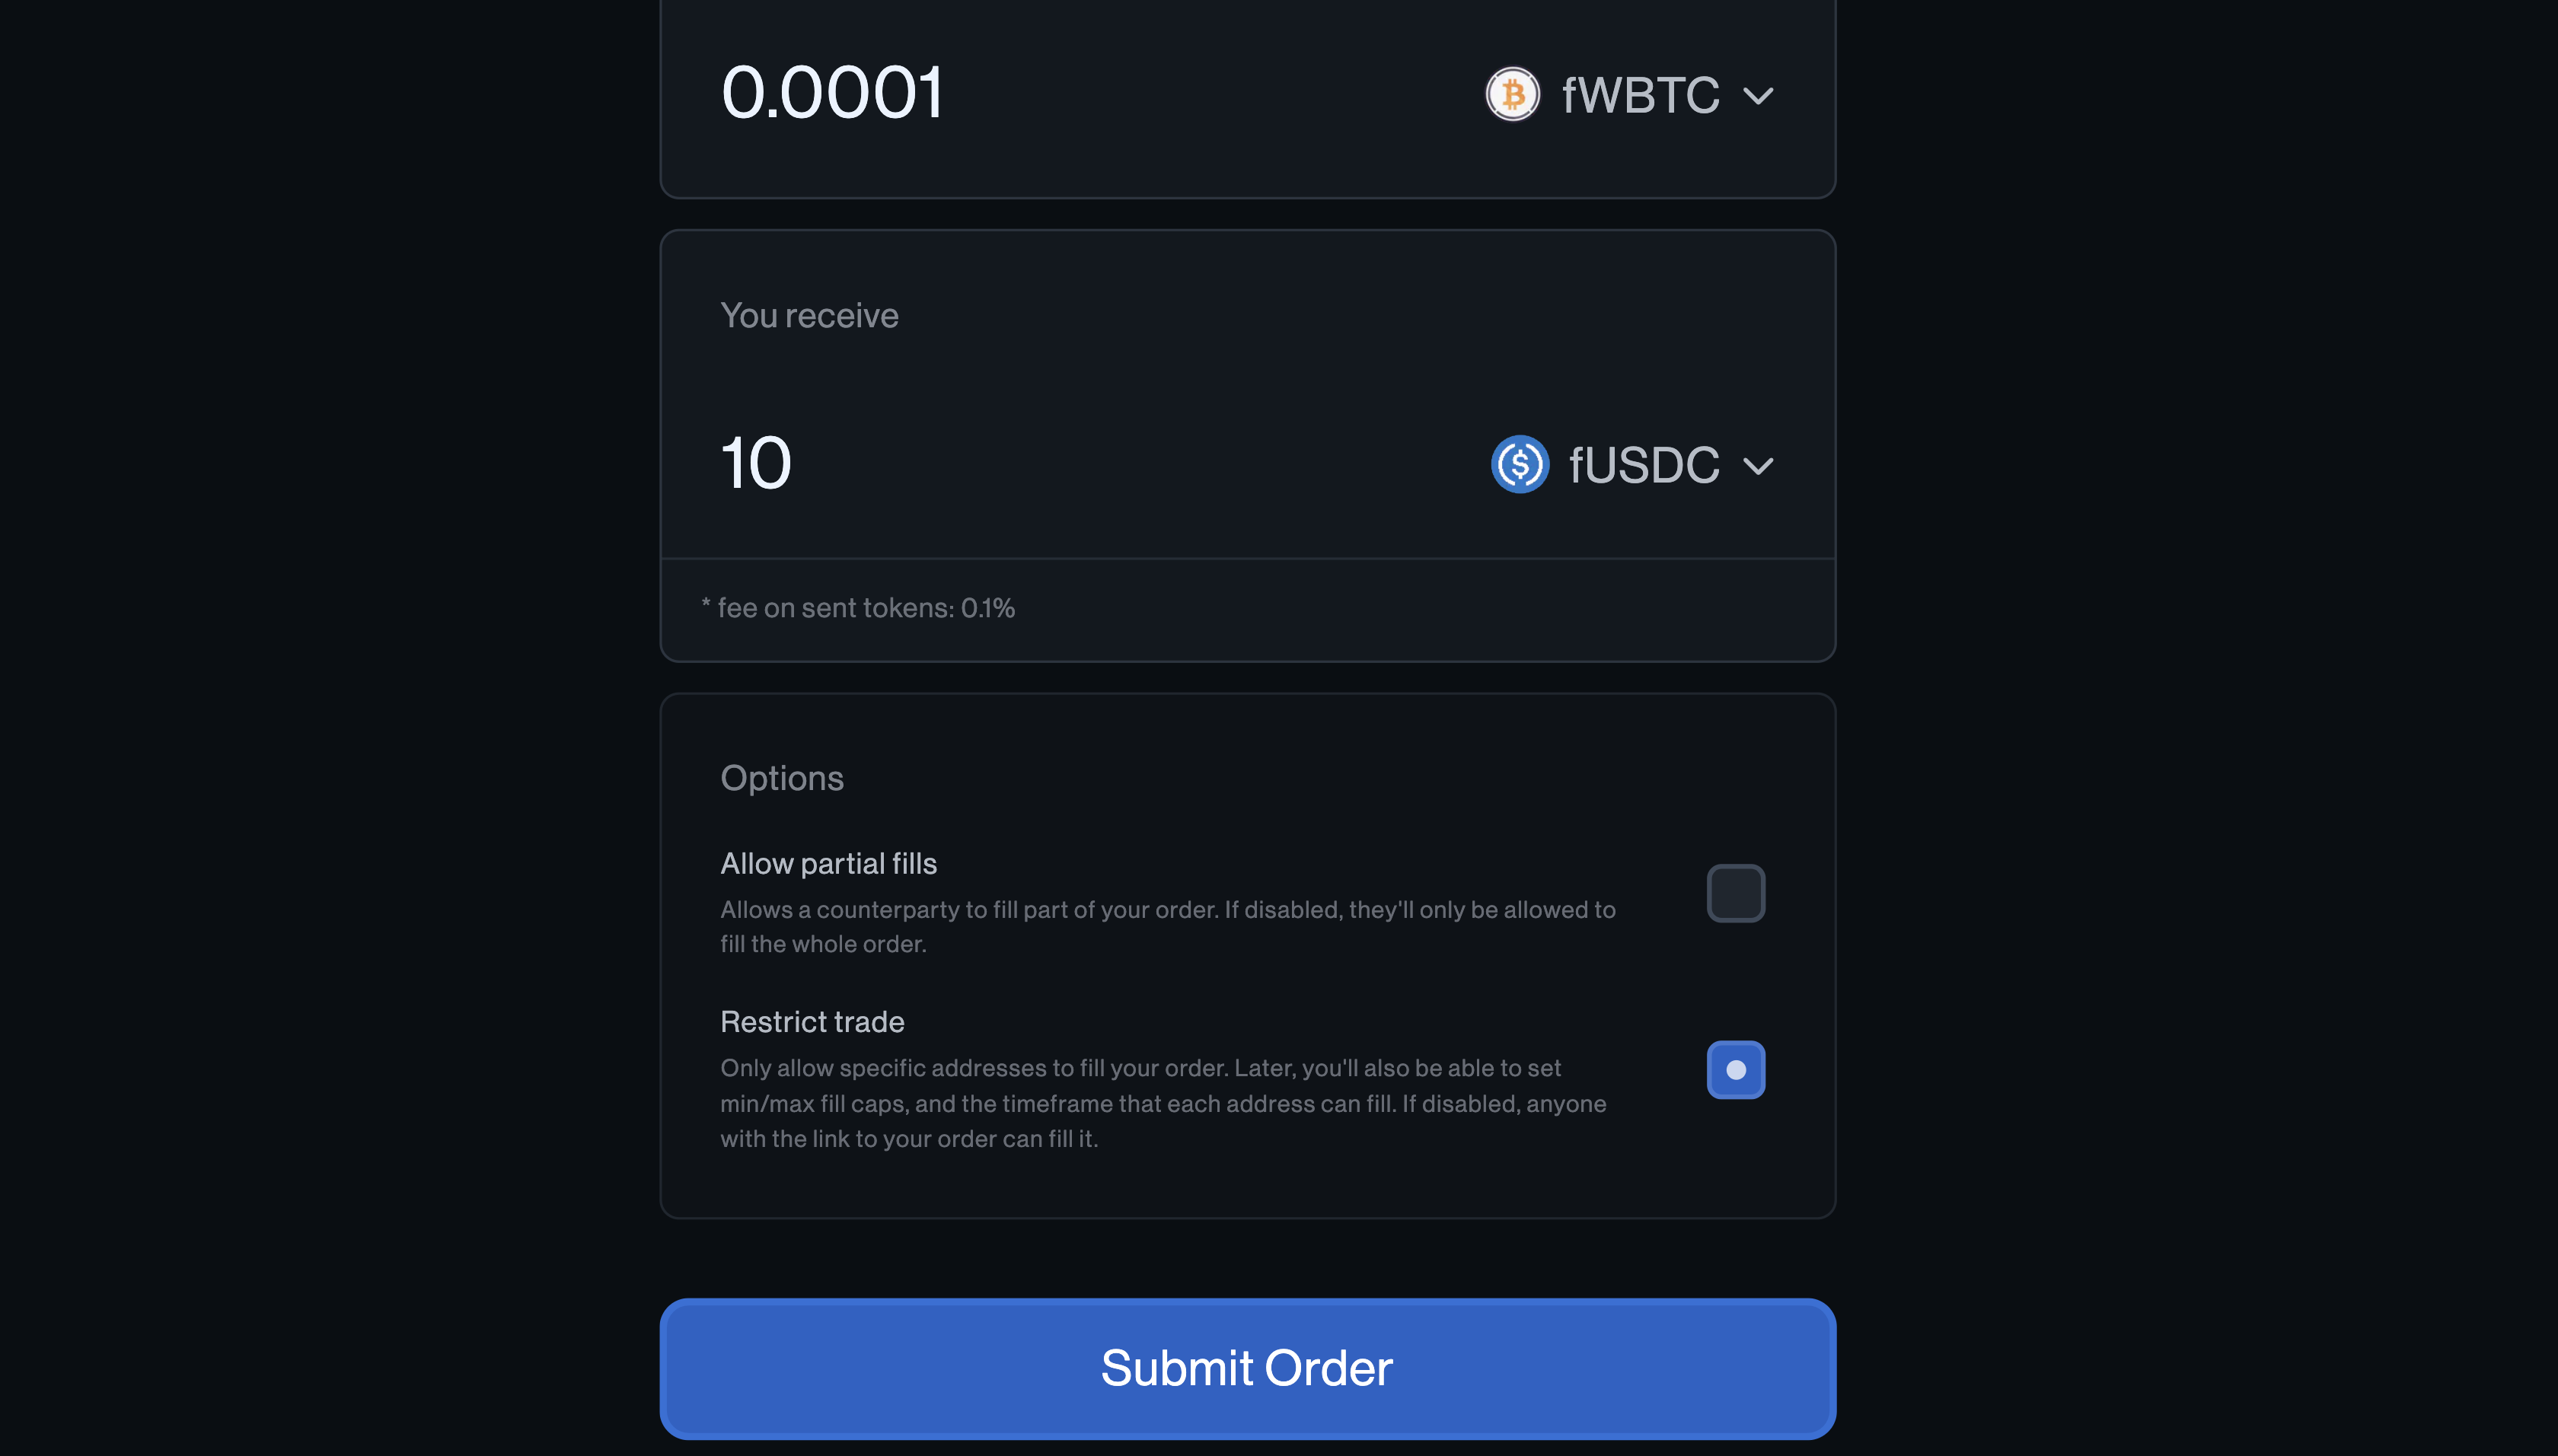 0.0001 fWBTC
You receive
10 fUSDC
* fee on sent tokens: 0.1%
Options
Allow partial fills
Allows a counterparty to fill part of your order. If disabled, they'll only be allowed to
fill the whole order.
Restrict trade
Only allow specific addresses to fill your order. Later, you'll also be able to set
min/max fill caps, and the timeframe that each address can fill. If disabled, anyone
with the link to your order can fill it.
Submit Order